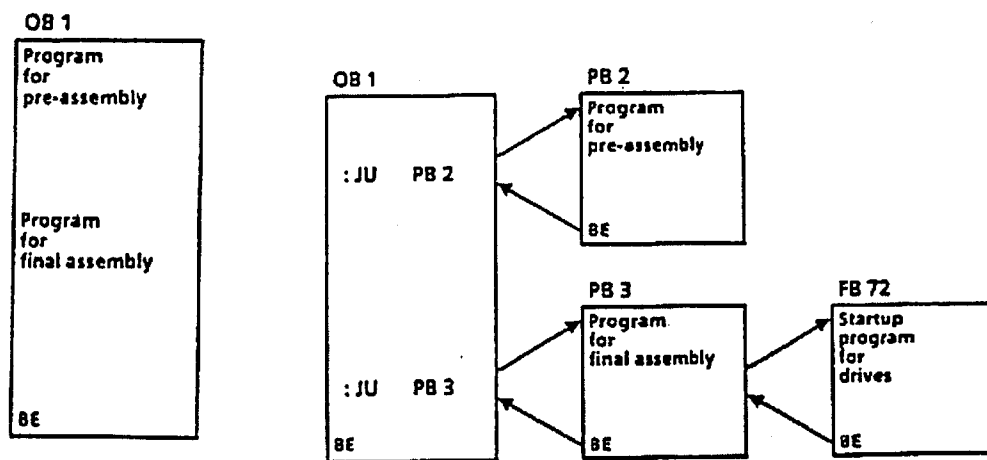 OB 1
Program
for
pre-assembly
Program
for
final assembly
BE
OB 1
: JU PB 2
: JU PB 3
BE
PB 2
Program
for
pre-assembly
BE
PB 3
Program
for
final assembly
BE
FB 72
Startup
program
for
drives
BE